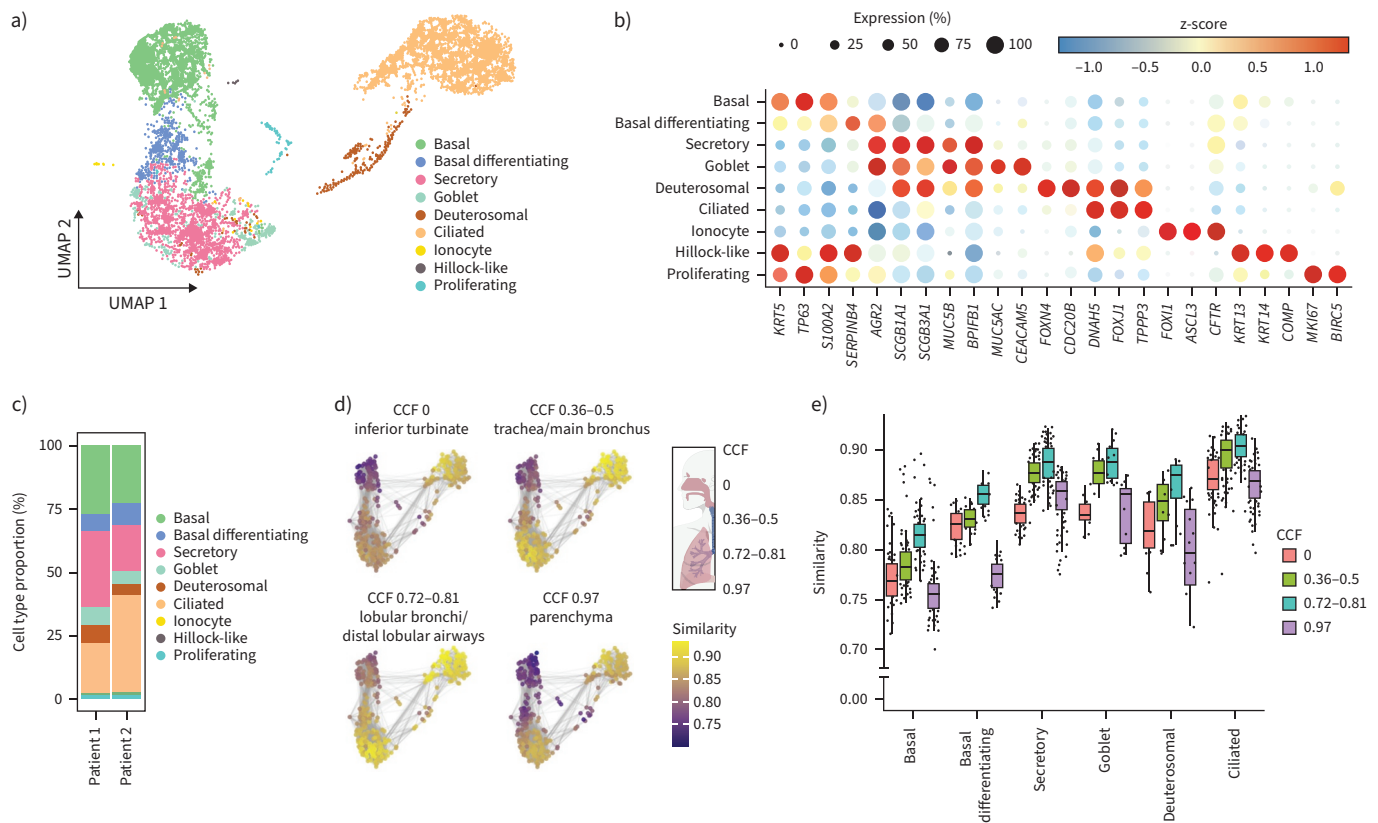 a)
UMAP 2
UMAP 1
Basal
Basal differentiating
Secretory
Goblet
Deuterosomal
Ciliated
Ionocyte
Hillock-like
Proliferating
b)
Expression (%)
0 25 50 75 100
z-score
–1.0 –0.5 0.0 0.5 1.0
Basal
Basal differentiating
Secretory
Goblet
Deuterosomal
Ciliated
Ionocyte
Hillock-like
Proliferating
KRT5
TP63
S100A2
SERPINB4
AGR2
SCGB1A1
SCGB3A1
MUC5B
BPIFB1
MUC5AC
CEACAM5
FOXN4
CDC20B
DNAH5
FOXJ1
TPPP3
FOXI1
ASCL3
CFTR
KRT13
KRT14
COMP
MKI67
BIRC5
c)
Cell type proportion (%)
100
75
50
25
0
Patient 1
Patient 2
Basal
Basal differentiating
Secretory
Goblet
Deuterosomal
Ciliated
Ionocyte
Hillock-like
Proliferating
d)
CCF 0
inferior turbinate
CCF 0.36–0.5
trachea/main bronchus
CCF 0.72–0.81
lobular bronchi/
distal lobular airways
CCF 0.97
parenchyma
CCF
0
0.36–0.5
0.72–0.81
0.97
Similarity
0.90
0.85
0.80
0.75
e)
Similarity
0.90
0.85
0.80
0.75
0.70
0.00
Basal
Basal
differentiating
Secretory
Goblet
Deuterosomal
Ciliated
CCF
0
0.36–0.5
0.72–0.81
0.97